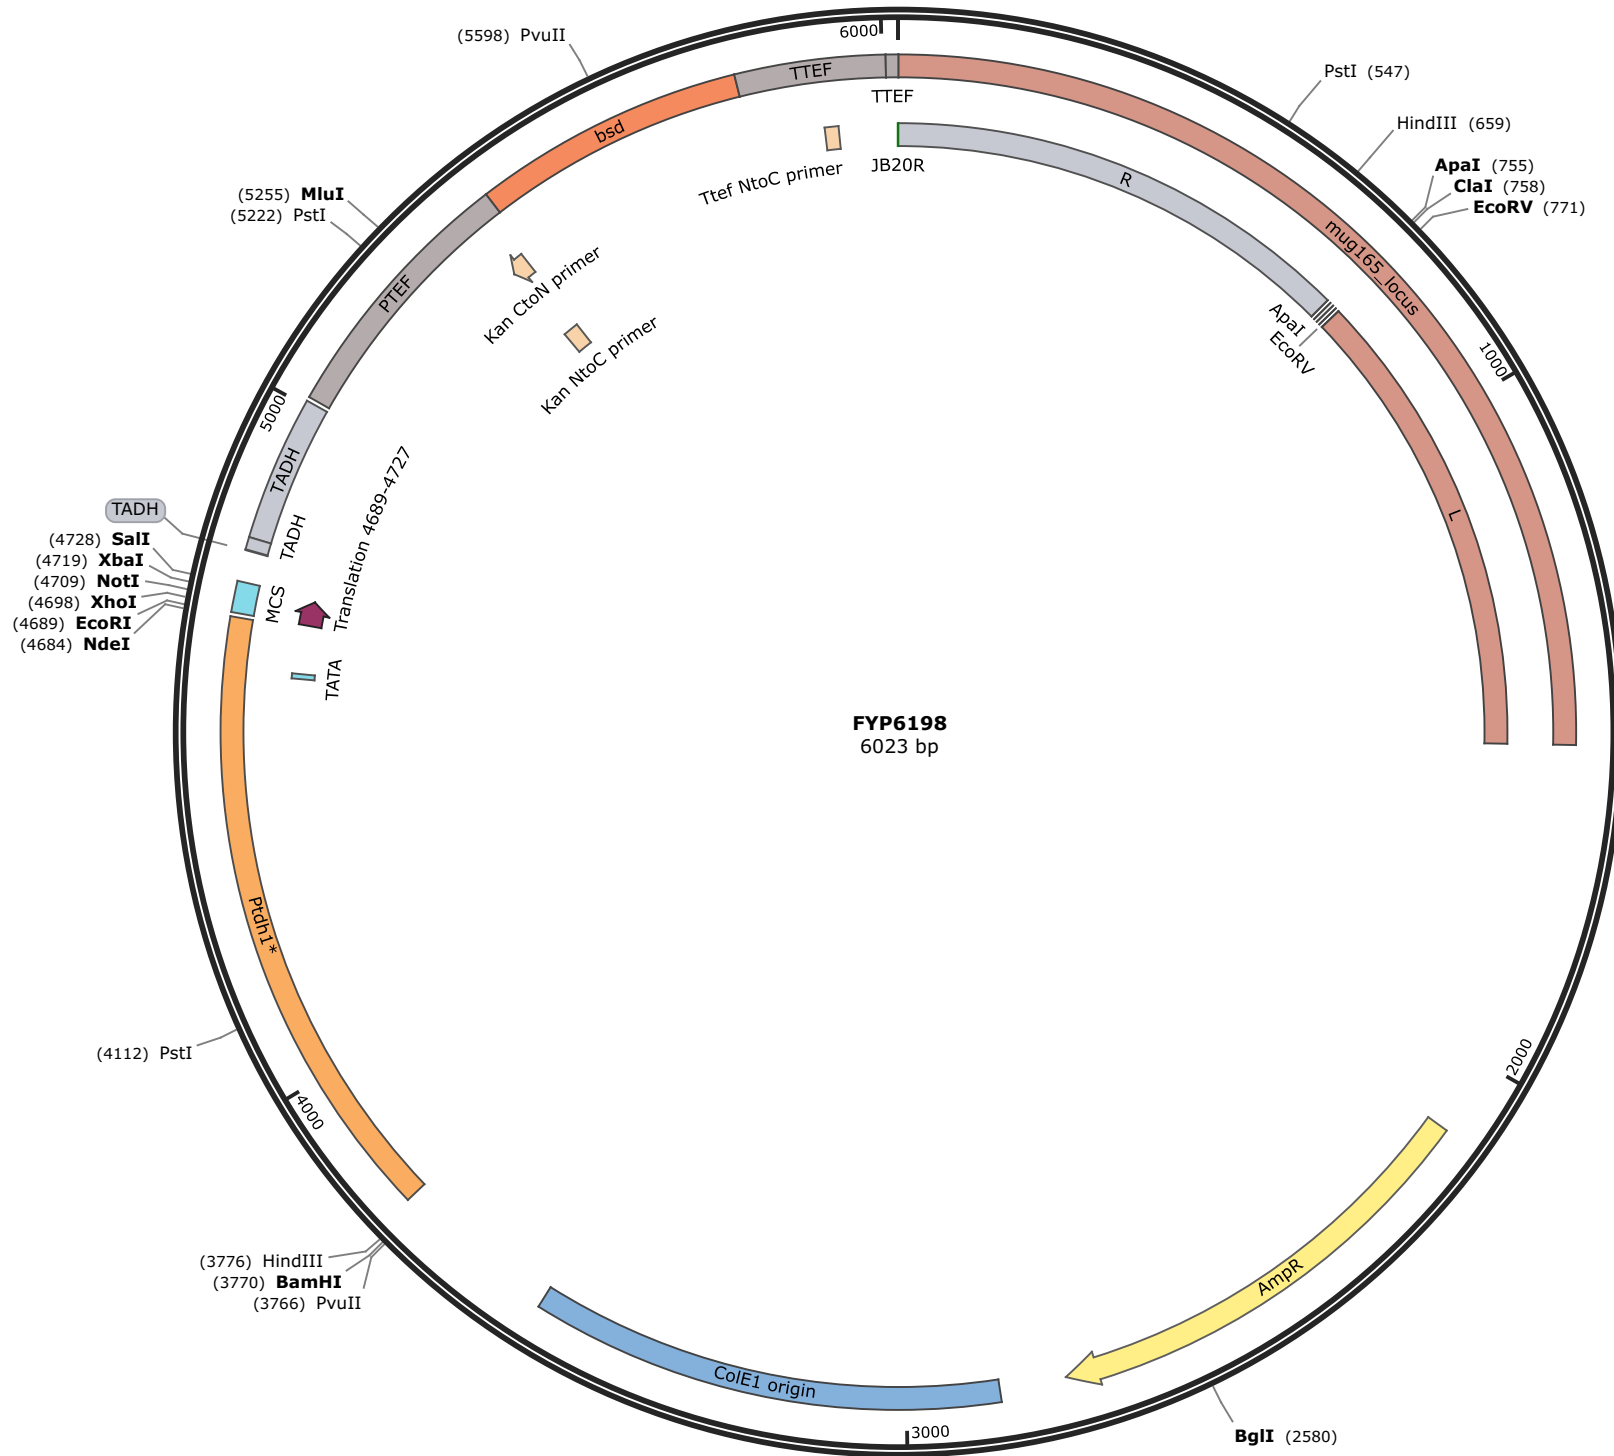 6000
(5598) PvuII
TTEF
TTEF
bsd
Ttef NtoC primer
JB20R
R
PstI (547)
HindIII (659)
ApaI (755)
ClaI (758)
EcoRV (771)
mug165_locus
ApaI
EcoRV
1000
L
(5255) MluI
(5222) PstI
PTEF
Kan CtoN primer
Kan NtoC primer
5000
TADH
TADH
TADH
Translation 4689-4727
(4728) SalI
(4719) XbaI
(4709) NotI
(4698) XhoI
(4689) EcoRI
(4684) NdeI
MCS
TATA
FYP6198
6023 bp
Ptdh1*
(4112) PstI
4000
2000
(3776) HindIII
(3770) BamHI
(3766) PvuII
AmpR
ColE1 origin
3000
BglI (2580)